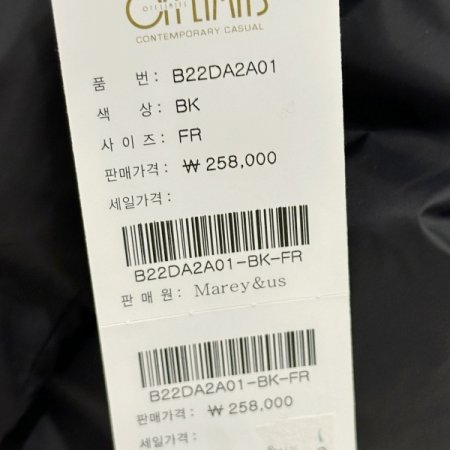 OFFLIMITS
CONTEMPORARY CASUAL
품 번: B22DA2A01
색 상: BK
사이즈: FR
판매가격: ₩ 258,000
세일가격:
B22DA2A01-BK-FR
판 매 원: Marey&us
B22DA2A01-BK-FR
판매가격: ₩ 258,000
세일가격: